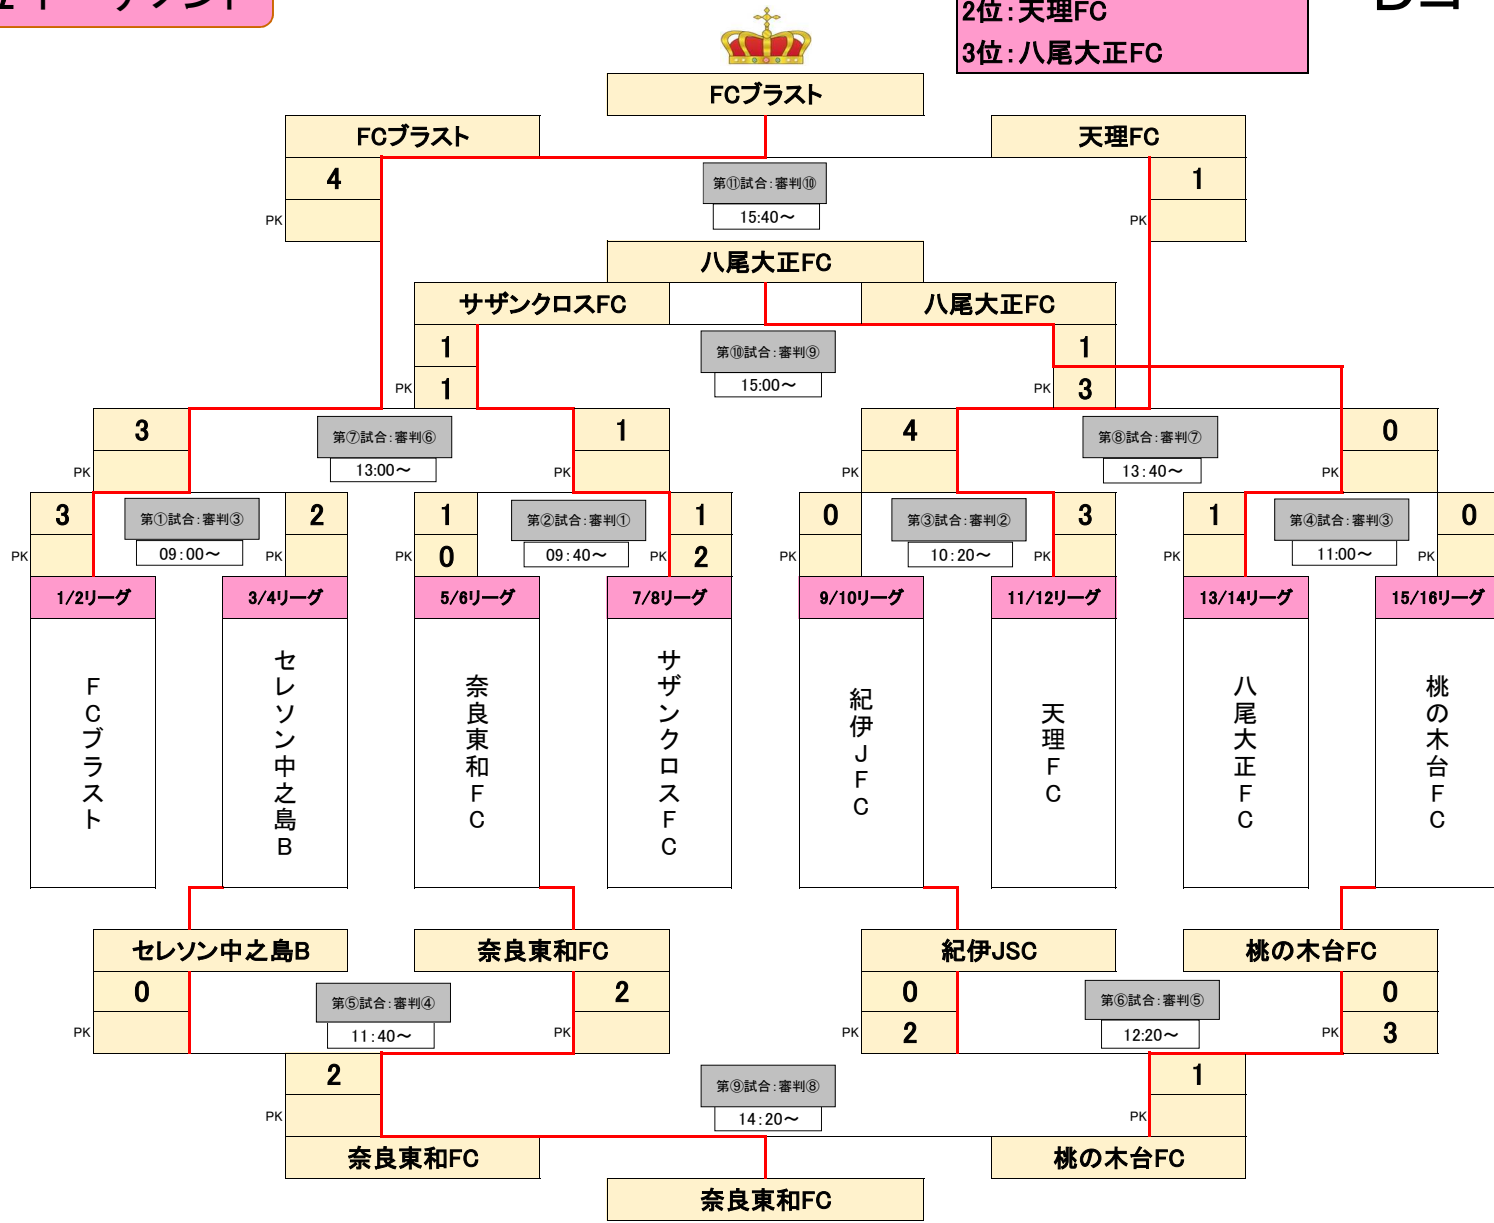 2位：天理FC
3位：八尾大正FC
FCブラスト
FCブラスト
天理FC
4
第⑪試合：審判⑩
1
PK
15:40～
PK
八尾大正FC
サザンクロスFC
八尾大正FC
1
第⑩試合：審判⑨
1
PK
1
15:00～
PK
3
3
第⑦試合：審判⑥
1
4
第⑧試合：審判⑦
0
PK
13:00～
PK
PK
13:40～
PK
3
第①試合：審判③
2
1
第②試合：審判①
1
0
第③試合：審判②
3
1
第④試合：審判③
0
PK
09:00～
PK
PK
0
09:40～
PK
2
PK
10:20～
PK
PK
11:00～
PK
1/2リーグ
3/4リーグ
5/6リーグ
7/8リーグ
9/10リーグ
11/12リーグ
13/14リーグ
15/16リーグ
FCブラスト
セレソン中之島B
奈良東和FC
サザンクロスFC
紀伊JFC
天理FC
八尾大正FC
桃の木台FC
セレソン中之島B
奈良東和FC
紀伊JSC
桃の木台FC
0
第⑤試合：審判④
2
0
第⑥試合：審判⑤
0
PK
11:40～
PK
PK
2
12:20～
PK
3
2
第⑨試合：審判⑧
1
PK
14:20～
PK
奈良東和FC
桃の木台FC
奈良東和FC